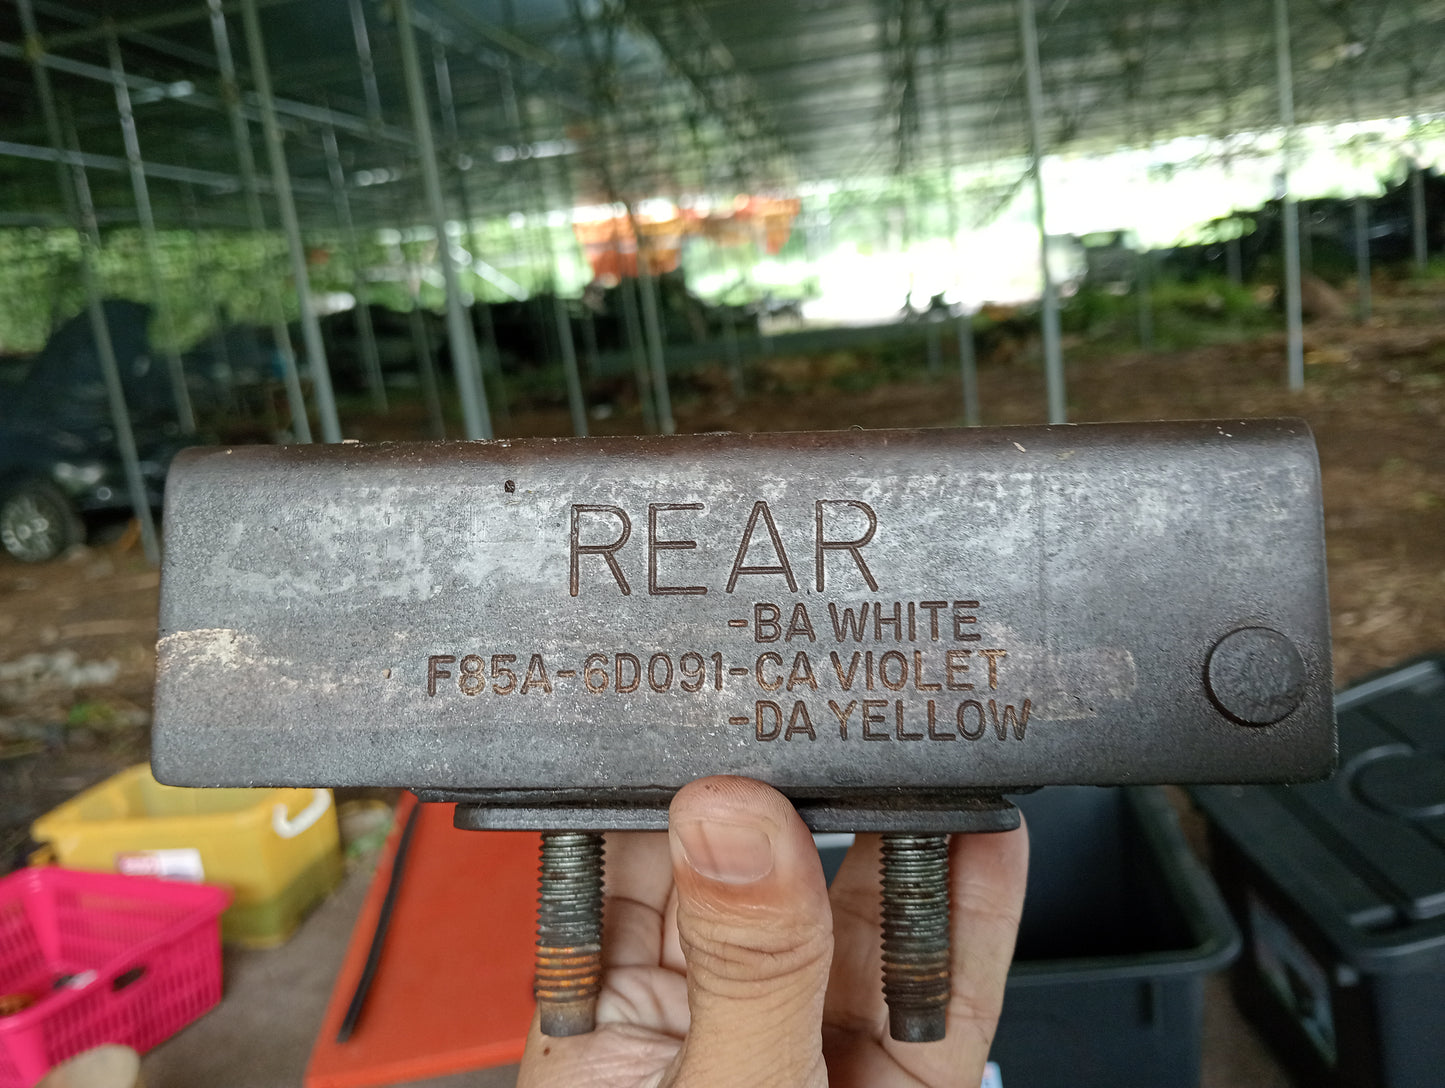 REAR
-BA WHITE
F85A-6D091-CA VIOLET
-DA YELLOW